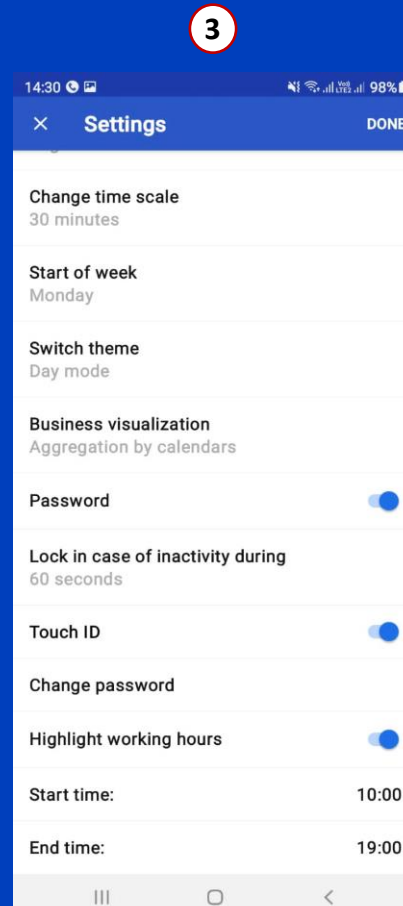 3
14:30
98%
Settings
DONE
Change time scale
30 minutes
Start of week
Monday
Switch theme
Day mode
Business visualization
Aggregation by calendars
Password
Lock in case of inactivity during
60 seconds
Touch ID
Change password
Highlight working hours
Start time: 10:00
End time: 19:00